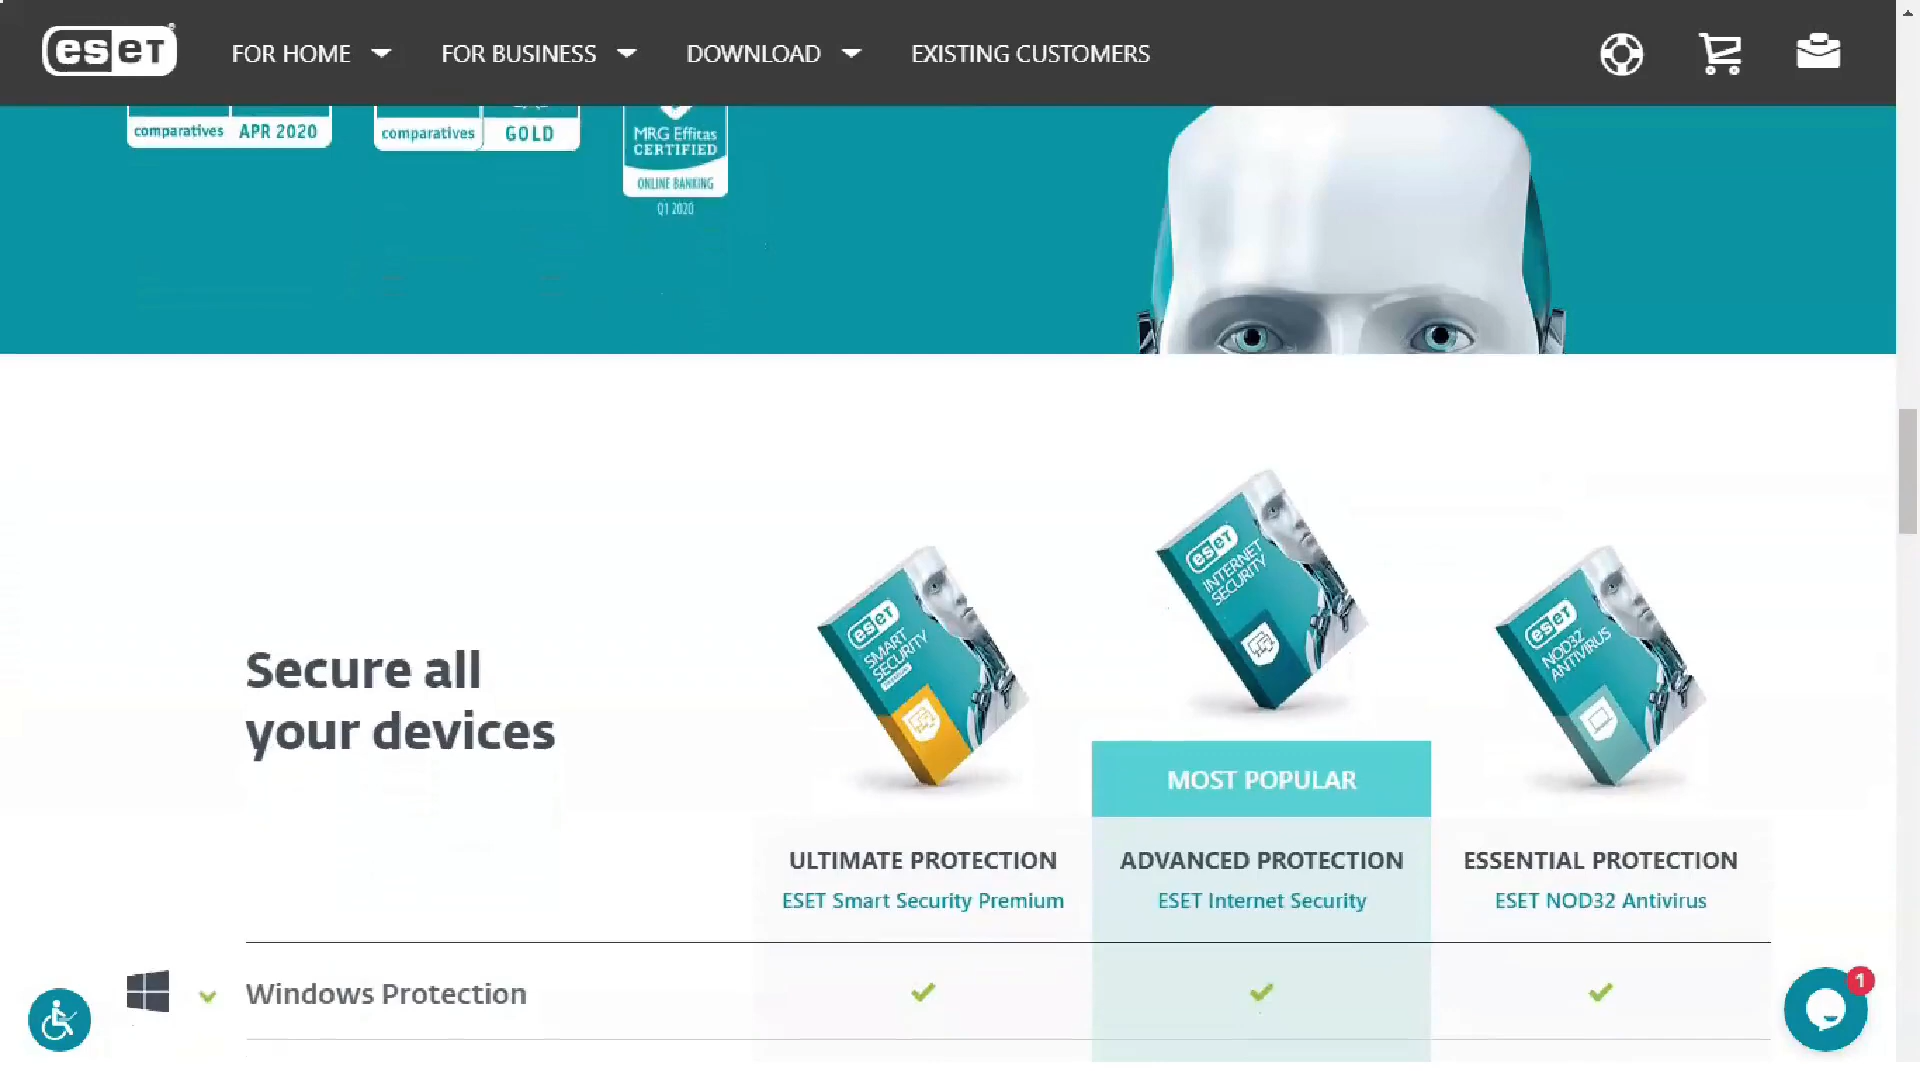 eset
FOR HOME
FOR BUSINESS
DOWNLOAD
EXISTING CUSTOMERS
comparatives APR 2020
comparatives GOLD
MRG Effitas
CERTIFIED
ONLINE BANKING
Q1 2020
Secure all
your devices
eset
SMART
SECURITY
PREMIUM
eset
INTERNET
SECURITY
eset
NOD32
ANTIVIRUS
MOST POPULAR
ULTIMATE PROTECTION
ESET Smart Security Premium
ADVANCED PROTECTION
ESET Internet Security
ESSENTIAL PROTECTION
ESET NOD32 Antivirus
Windows Protection
1